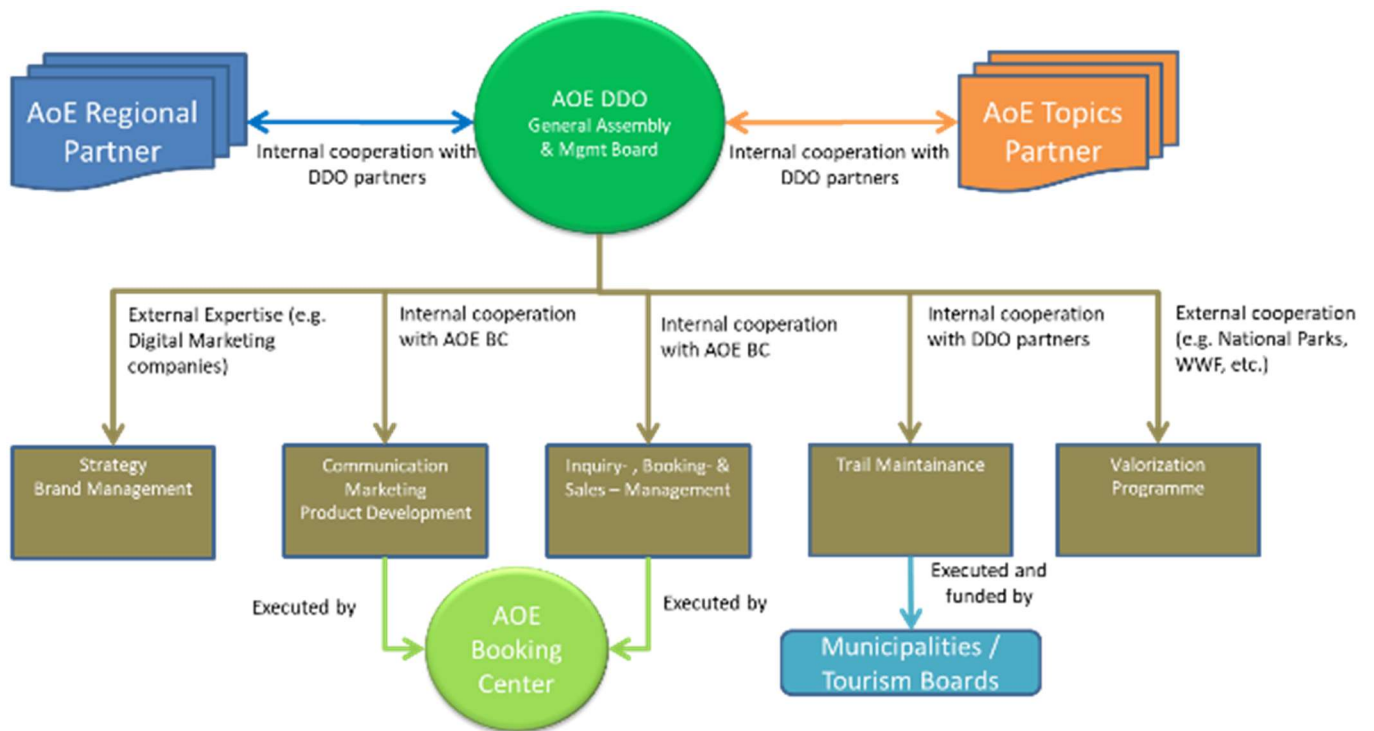 AoE Regional
Partner
AOE DDO
General Assembly
& Mgmt Board
AoE Topics
Partner
Internal cooperation with
DDO partners
Internal cooperation with
DDO partners
External Expertise (e.g.
Digital Marketing
companies)
Internal cooperation
with AOE BC
Internal cooperation
with AOE BC
Internal cooperation
with DDO partners
External cooperation
(e.g. National Parks,
WWF, etc.)
Strategy
Brand Management
Communication
Marketing
Product Development
Inquiry- , Booking- &
Sales – Management
Trail Maintainance
Valorization
Programme
Executed by
Executed by
Executed and
funded by
AOE
Booking
Center
Municipalities /
Tourism Boards